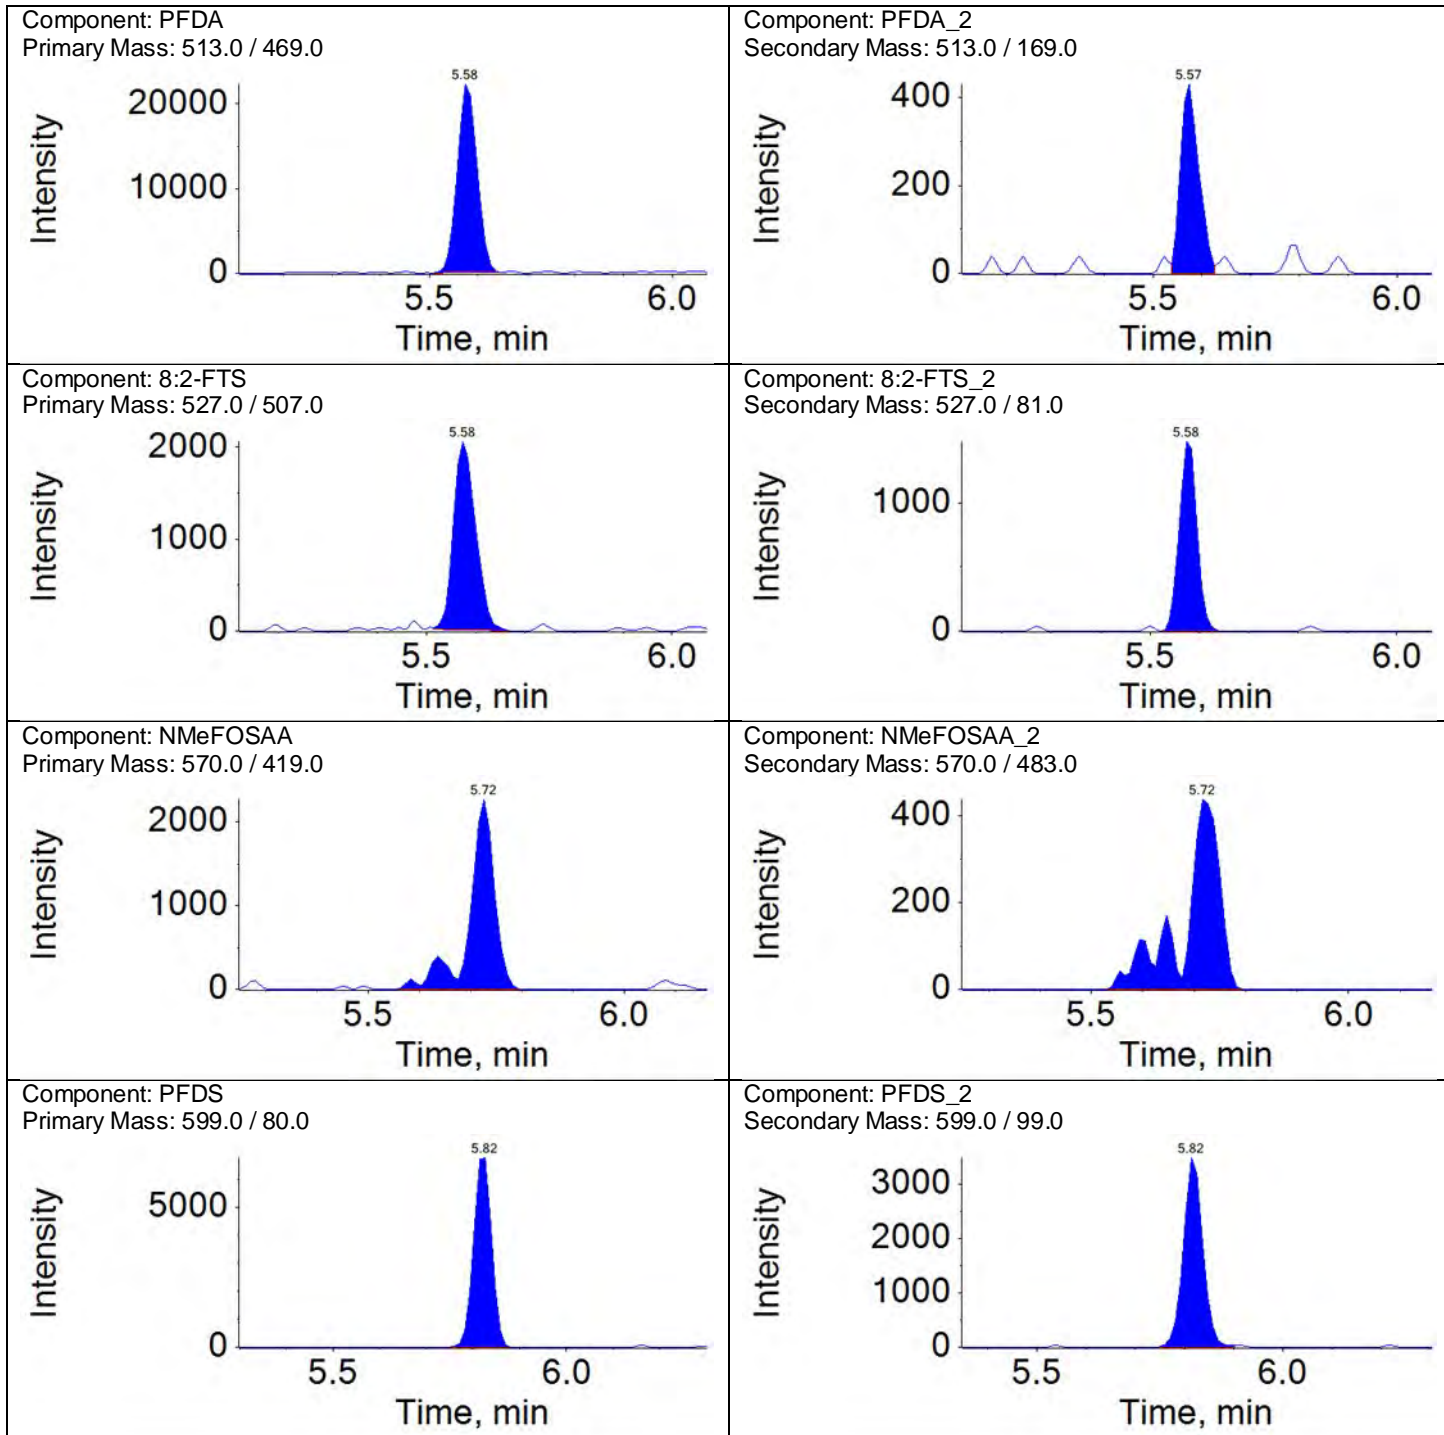 Component: PFDA
Primary Mass: 513.0 / 469.0
5.58
20000
10000
0
Intensity
5.5 6.0
Time, min
Component: PFDA_2
Secondary Mass: 513.0 / 169.0
5.57
400
200
0
Intensity
5.5 6.0
Time, min
Component: 8:2-FTS
Primary Mass: 527.0 / 507.0
5.58
2000
1000
0
Intensity
5.5 6.0
Time, min
Component: 8:2-FTS_2
Secondary Mass: 527.0 / 81.0
5.58
1000
0
Intensity
5.5 6.0
Time, min
Component: NMeFOSAA
Primary Mass: 570.0 / 419.0
5.72
2000
1000
0
Intensity
5.5 6.0
Time, min
Component: NMeFOSAA_2
Secondary Mass: 570.0 / 483.0
5.72
400
200
0
Intensity
5.5 6.0
Time, min
Component: PFDS
Primary Mass: 599.0 / 80.0
5.82
5000
0
Intensity
5.5 6.0
Time, min
Component: PFDS_2
Secondary Mass: 599.0 / 99.0
5.82
3000
2000
1000
0
Intensity
5.5 6.0
Time, min